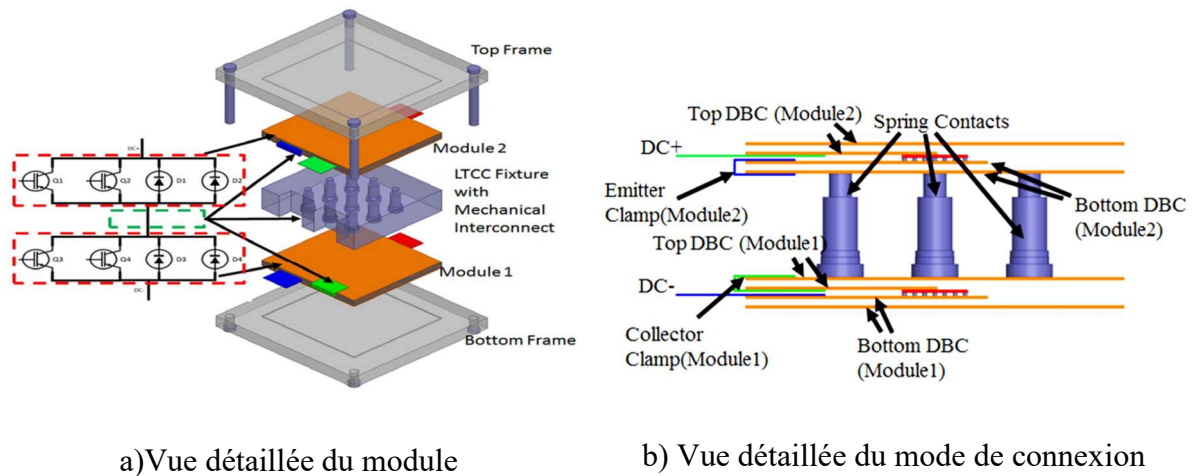 Top Frame
Module 2
LTCC Fixture
with
Mechanical
Interconnect
Module 1
Bottom Frame
DC+
Q1
Q2
D1
D2
Q3
Q4
D3
D4
DC-
Top DBC (Module2)
Spring Contacts
DC+
Emitter
Clamp(Module2)
Bottom DBC
(Module2)
Top DBC (Module1)
DC-
Collector
Clamp(Module1)
Bottom DBC
(Module1)
a)Vue détaillée du module
b) Vue détaillée du mode de connexion